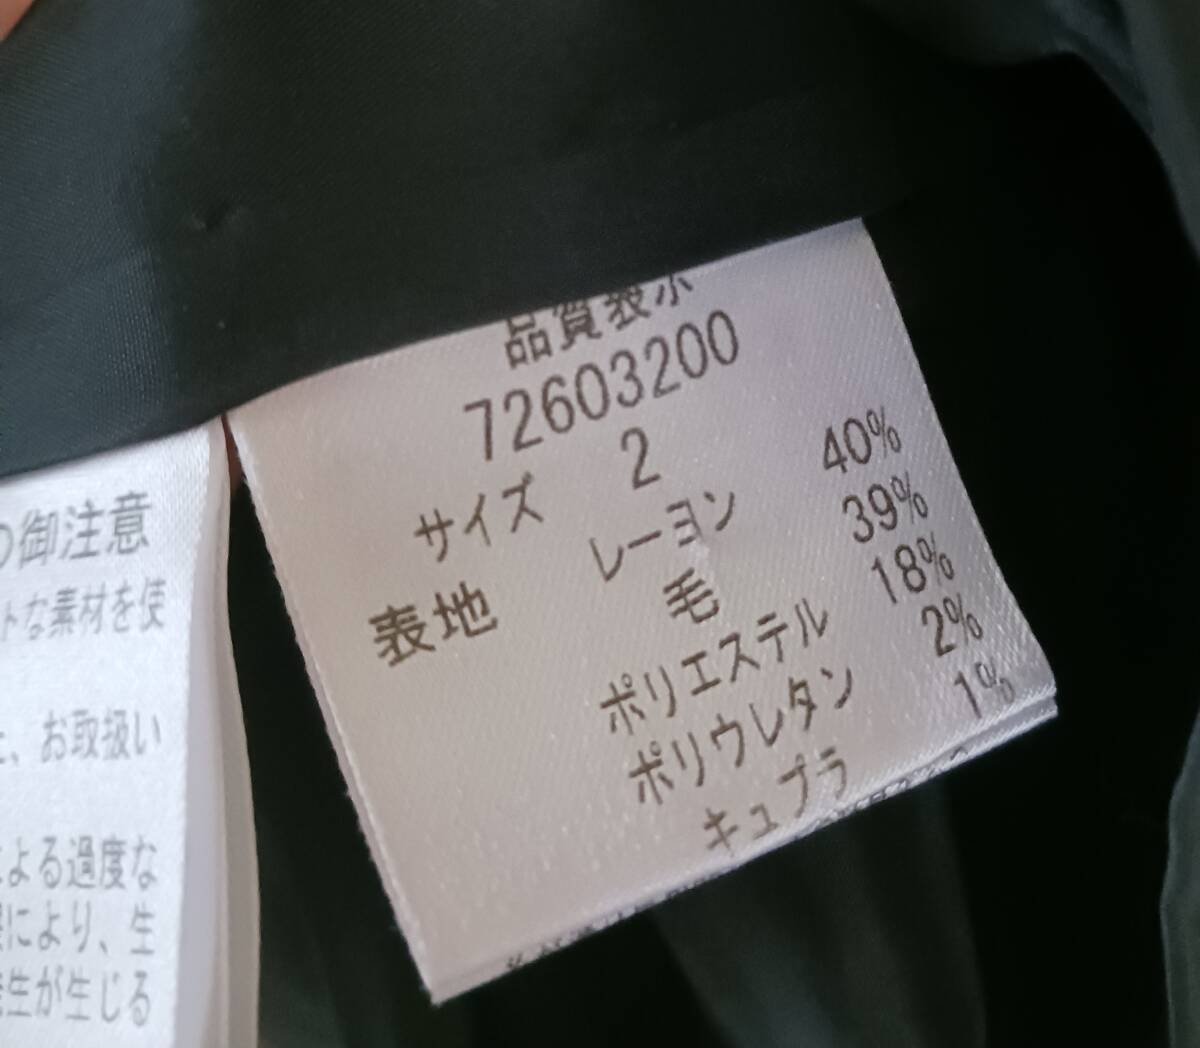 品質表示
72603200
サイズ 2
表地 レーヨン 40%
毛 39%
ポリエステル 18%
ポリウレタン 2%
キュプラ 1%
の御注意
トな素材を使
、お取扱い
よる過度な
により、生
生が生じる